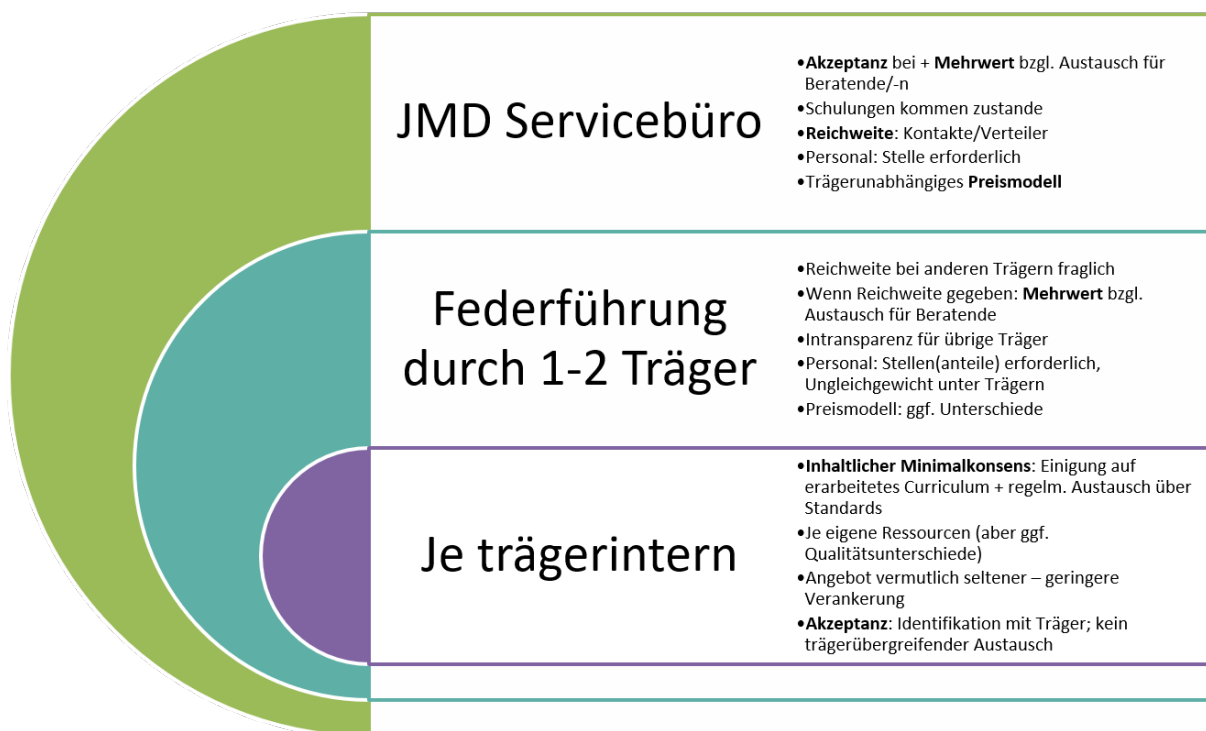 JMD Servicebüro
•Akzeptanz bei + Mehrwert bzgl. Austausch für
Beratende/-n
•Schulungen kommen zustande
•Reichweite: Kontakte/Verteiler
•Personal: Stelle erforderlich
•Trägerunabhängiges Preismodell
Federführung
durch 1-2 Träger
•Reichweite bei anderen Trägern fraglich
•Wenn Reichweite gegeben: Mehrwert bzgl.
Austausch für Beratende
•Intransparenz für übrige Träger
•Personal: Stellen(anteile) erforderlich,
Ungleichgewicht unter Trägern
•Preismodell: ggf. Unterschiede
Je trägerintern
•Inhaltlicher Minimalkonsens: Einigung auf
erarbeitetes Curriculum + regelm. Austausch über
Standards
•Je eigene Ressourcen (aber ggf.
Qualitätsunterschiede)
•Angebot vermutlich seltener – geringere
Verankerung
•Akzeptanz: Identifikation mit Träger; kein
trägerübergreifender Austausch